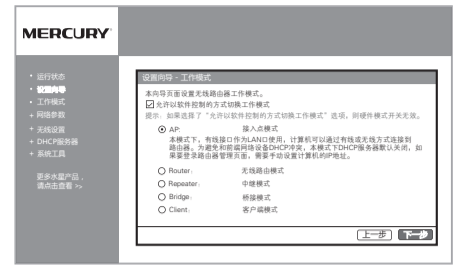 MERCURY
• 运行状态
• 设置向导
+ 工作模式
+ 网络参数
+ 无线设置
+ DHCP服务器
+ 系统工具
更多水星产品，
请点击查看 >>
设置向导 - 工作模式
本向导页面设置无线路由器工作模式。
允许以软件控制的方式切换工作模式
提示：如果选择了“允许以软件控制的方式切换工作模式”选项，则硬件模式开关无效。
AP: 接入点模式
本模式下，有线接口作为LAN口使用，计算机可以通过有线或无线方式连接到
路由器。为避免和前端网络设备DHCP冲突，本模式下DHCP服务器默认关闭，如
果要登录路由器管理页面，需要手动设置计算机的IP地址。
Router: 无线路由模式
Repeater: 中继模式
Bridge: 桥接模式
Client: 客户端模式
上一步 下一步